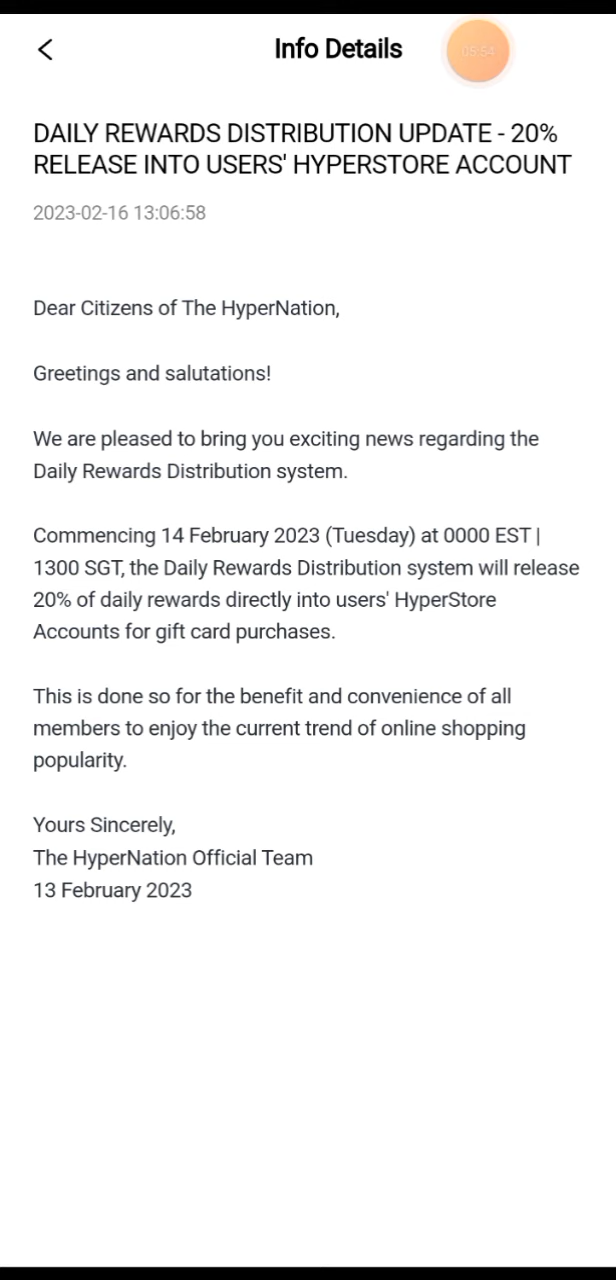 Info Details
05:54
DAILY REWARDS DISTRIBUTION UPDATE - 20%
RELEASE INTO USERS' HYPERSTORE ACCOUNT
2023-02-16 13:06:58
Dear Citizens of The HyperNation,
Greetings and salutations!
We are pleased to bring you exciting news regarding the
Daily Rewards Distribution system.
Commencing 14 February 2023 (Tuesday) at 0000 EST |
1300 SGT, the Daily Rewards Distribution system will release
20% of daily rewards directly into users' HyperStore
Accounts for gift card purchases.
This is done so for the benefit and convenience of all
members to enjoy the current trend of online shopping
popularity.
Yours Sincerely,
The HyperNation Official Team
13 February 2023